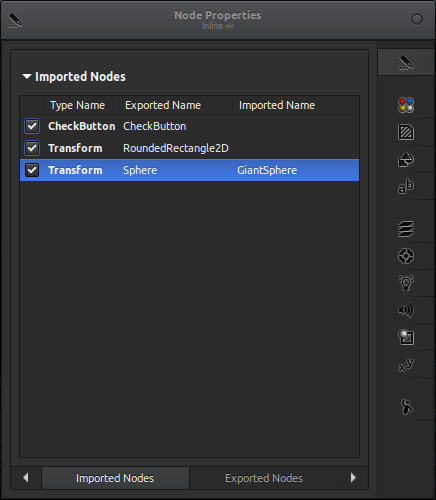 Node Properties
Inline
Imported Nodes
Type Name Exported Name Imported Name
CheckButton CheckButton
Transform RoundedRectangle2D
Transform Sphere GiantSphere
ab
xy
Imported Nodes Exported Nodes